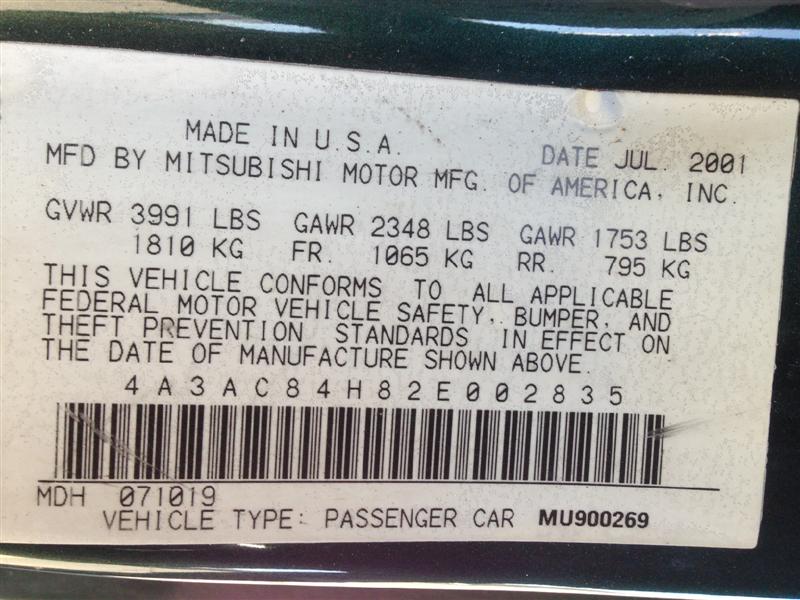 MADE IN U.S.A. DATE JUL. 2001
MFD BY MITSUBISHI MOTOR MFG. OF AMERICA, INC.
GVWR 3991 LBS GAWR 2348 LBS GAWR 1753 LBS
1810 KG FR. 1065 KG RR. 795 KG
THIS VEHICLE CONFORMS TO ALL APPLICABLE
FEDERAL MOTOR VEHICLE SAFETY, BUMPER, AND
THEFT PREVENTION STANDARDS IN EFFECT ON
THE DATE OF MANUFACTURE SHOWN ABOVE.
4A3AC84H82E002835
MDH 071019
VEHICLE TYPE: PASSENGER CAR MU900269